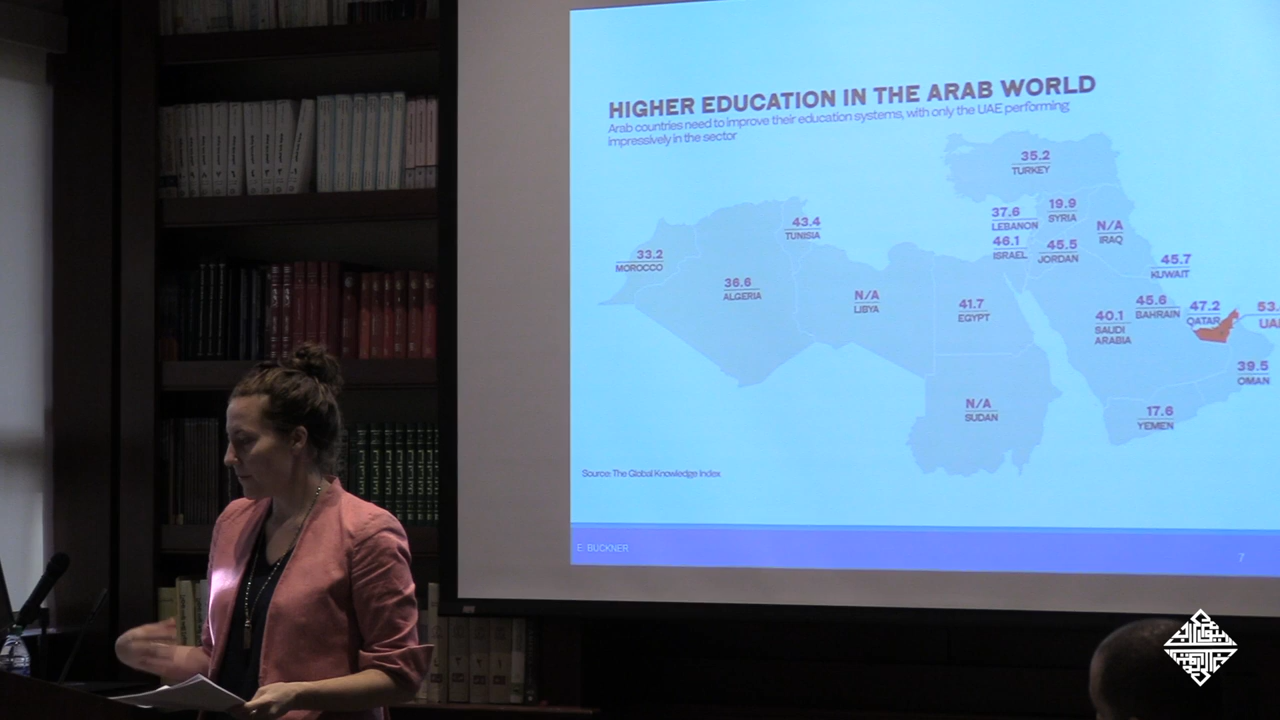 HIGHER EDUCATION IN THE ARAB WORLD
Arab countries need to improve their education systems, with only the UAE performing
impressively in the sector
35.2
TURKEY
37.6
LEBANON
19.9
SYRIA
N/A
IRAQ
43.4
TUNISIA
33.2
MOROCCO
46.1
ISRAEL
45.5
JORDAN
45.7
KUWAIT
36.6
ALGERIA
N/A
LIBYA
41.7
EGYPT
40.1
SAUDI
ARABIA
45.6
BAHRAIN
47.2
QATAR
53.
UA
39.5
OMAN
N/A
SUDAN
17.6
YEMEN
Source: The Global Knowledge Index
E. BUCKNER
7